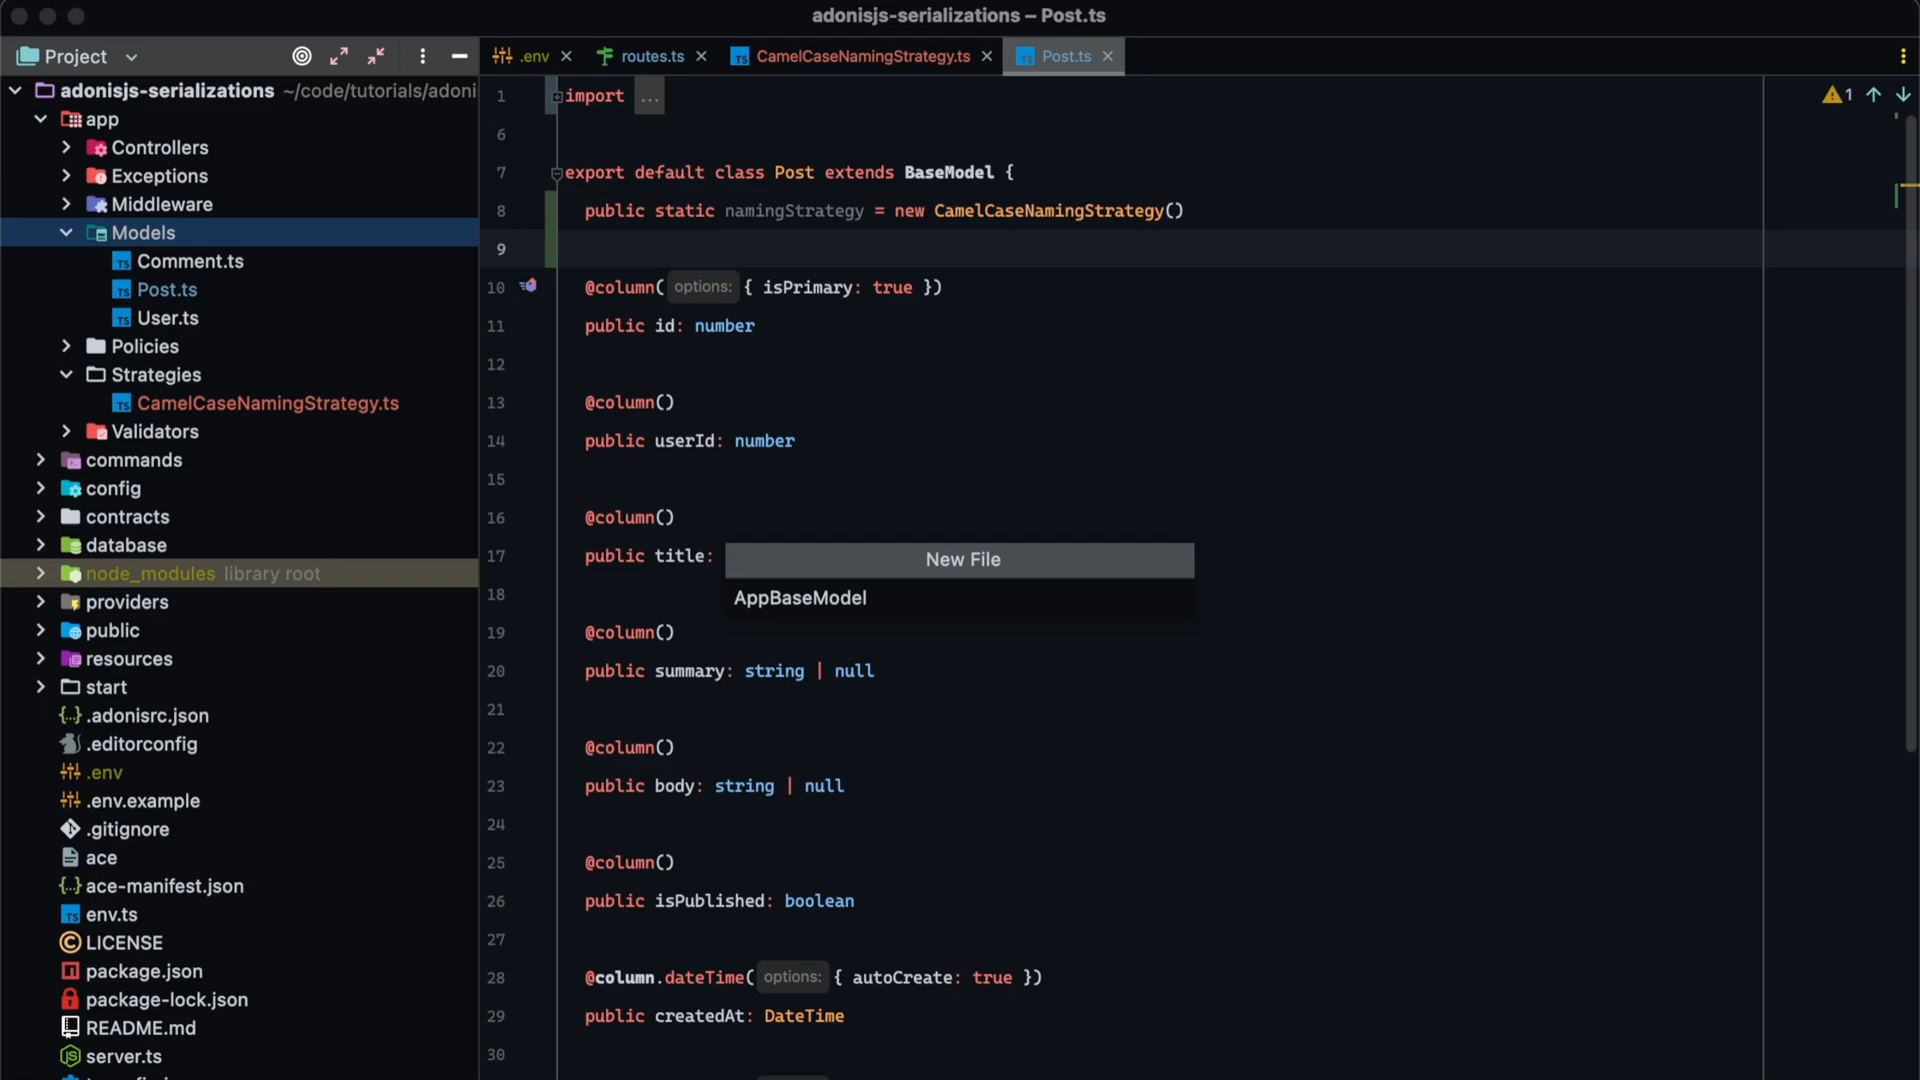 adonisjs-serializations – Post.ts
Project
.env
routes.ts
CamelCaseNamingStrategy.ts
Post.ts
adonisjs-serializations ~/code/tutorials/adoni
app
Controllers
Exceptions
Middleware
Models
Comment.ts
Post.ts
User.ts
Policies
Strategies
CamelCaseNamingStrategy.ts
Validators
commands
config
contracts
database
node_modules library root
providers
public
resources
start
.adonisrc.json
.editorconfig
.env
.env.example
.gitignore
ace
ace-manifest.json
env.ts
LICENSE
package.json
package-lock.json
README.md
server.ts
1 import ...
6
7 export default class Post extends BaseModel {
8 public static namingStrategy = new CamelCaseNamingStrategy()
9
10 @column( options: { isPrimary: true })
11 public id: number
12
13 @column()
14 public userId: number
15
16 @column()
17 public title:
18
19 @column()
20 public summary: string | null
21
22 @column()
23 public body: string | null
24
25 @column()
26 public isPublished: boolean
27
28 @column.dateTime( options: { autoCreate: true })
29 public createdAt: DateTime
30
1
New File
AppBaseModel